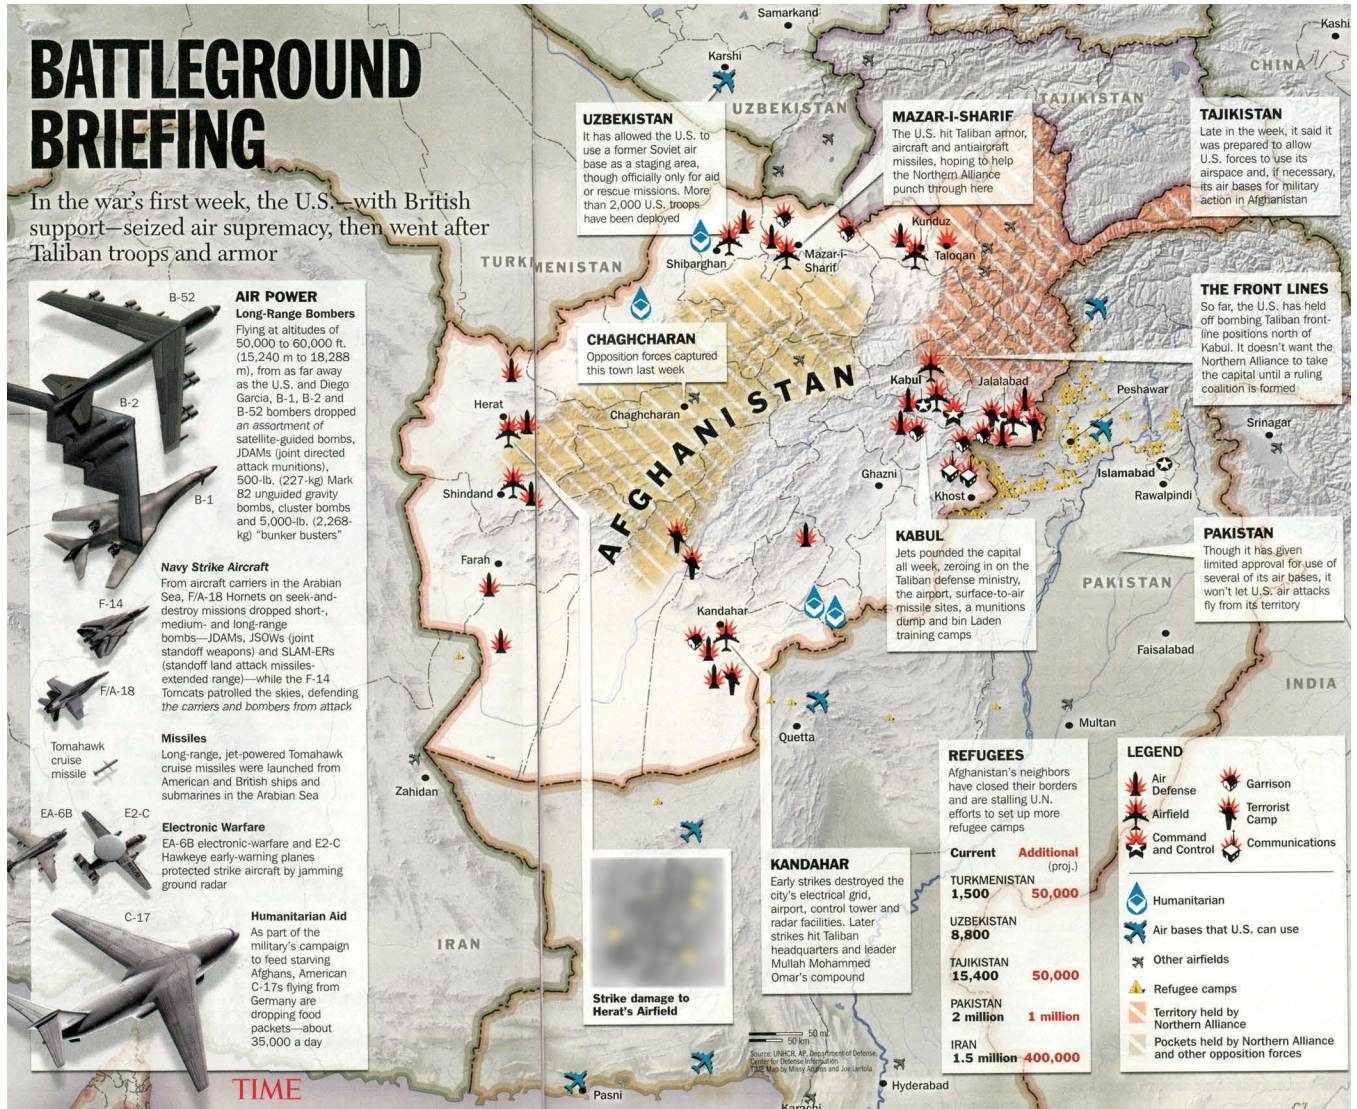 BATTLEGROUND
BRIEFING
In the war's first week, the U.S.—with British
support—seized air supremacy, then went after
Taliban troops and armor
B-52
B-2
B-1
AIR POWER
Long-Range Bombers
Flying at altitudes of
50,000 to 60,000 ft.
(15,240 m to 18,288
m), from as far away
as the U.S. and Diego
Garcia, B-1, B-2 and
B-52 bombers dropped
an assortment of
satellite-guided bombs,
JDAMs (joint directed
attack munitions),
500-lb. (227-kg) Mark
82 unguided gravity
bombs, cluster bombs
and 5,000-lb. (2,268-
kg) "bunker busters"
F-14
F/A-18
Navy Strike Aircraft
From aircraft carriers in the Arabian
Sea, F/A-18 Hornets on seek-and-
destroy missions dropped short-,
medium- and long-range
bombs—JDAMs, JSOWs (joint
standoff weapons) and SLAM-ERs
(standoff land attack missiles-
extended range)—while the F-14
Tomcats patrolled the skies, defending
the carriers and bombers from attack
Tomahawk
cruise
missile
Missiles
Long-range, jet-powered Tomahawk
cruise missiles were launched from
American and British ships and
submarines in the Arabian Sea
EA-6B
E2-C
Electronic Warfare
EA-6B electronic-warfare and E2-C
Hawkeye early-warning planes
protected strike aircraft by jamming
ground radar
C-17
Humanitarian Aid
As part of the
military's campaign
to feed starving
Afghans, American
C-17s flying from
Germany are
dropping food
packets—about
35,000 a day
TIME
Samarkand
Karshi
Kashi
CHINA
UZBEKISTAN
TAJIKISTAN
TURKMENISTAN
UZBEKISTAN
It has allowed the U.S. to
use a former Soviet air
base as a staging area,
though officially only for aid
or rescue missions. More
than 2,000 U.S. troops
have been deployed
MAZAR-I-SHARIF
The U.S. hit Taliban armor,
aircraft and antiaircraft
missiles, hoping to help
the Northern Alliance
punch through here
TAJIKISTAN
Late in the week, it said it
was prepared to allow
U.S. forces to use its
airspace and, if necessary,
its air bases for military
action in Afghanistan
Shibarghan
Mazar-i-
Sharif
Kunduz
Taloqan
THE FRONT LINES
So far, the U.S. has held
off bombing Taliban front-
line positions north of
Kabul. It doesn't want the
Northern Alliance to take
the capital until a ruling
coalition is formed
CHAGHCHARAN
Opposition forces captured
this town last week
Chaghcharan
AFGHANISTAN
Herat
Shindand
Farah
Kandahar
Kabul
Jalalabad
Ghazni
Khost
Peshawar
Islamabad
Rawalpindi
Srinagar
KABUL
Jets pounded the capital
all week, zeroing in on the
Taliban defense ministry,
the airport, surface-to-air
missile sites, a munitions
dump and bin Laden
training camps
PAKISTAN
Though it has given
limited approval for use of
several of its air bases, it
won't let U.S. air attacks
fly from its territory
PAKISTAN
Faisalabad
INDIA
Multan
Quetta
Zahidan
IRAN
Pasni
Karachi
Hyderabad
Strike damage to
Herat's Airfield
KANDAHAR
Early strikes destroyed the
city's electrical grid,
airport, control tower and
radar facilities. Later
strikes hit Taliban
headquarters and leader
Mullah Mohammed
Omar's compound
50 mi.
50 km
Source: UNHCR, AP, Department of Defense,
Center for Defense Information
TIME Map by Missy Adams and Joe Lertola
REFUGEES
Afghanistan's neighbors
have closed their borders
and are stalling U.N.
efforts to set up more
refugee camps
Current Additional
(proj.)
TURKMENISTAN
1,500 50,000
UZBEKISTAN
8,800
TAJIKISTAN
15,400 50,000
PAKISTAN
2 million 1 million
IRAN
1.5 million 400,000
LEGEND
Air
Defense
Airfield
Command
and Control
Garrison
Terrorist
Camp
Communications
Humanitarian
Air bases that U.S. can use
Other airfields
Refugee camps
Territory held by
Northern Alliance
Pockets held by Northern Alliance
and other opposition forces